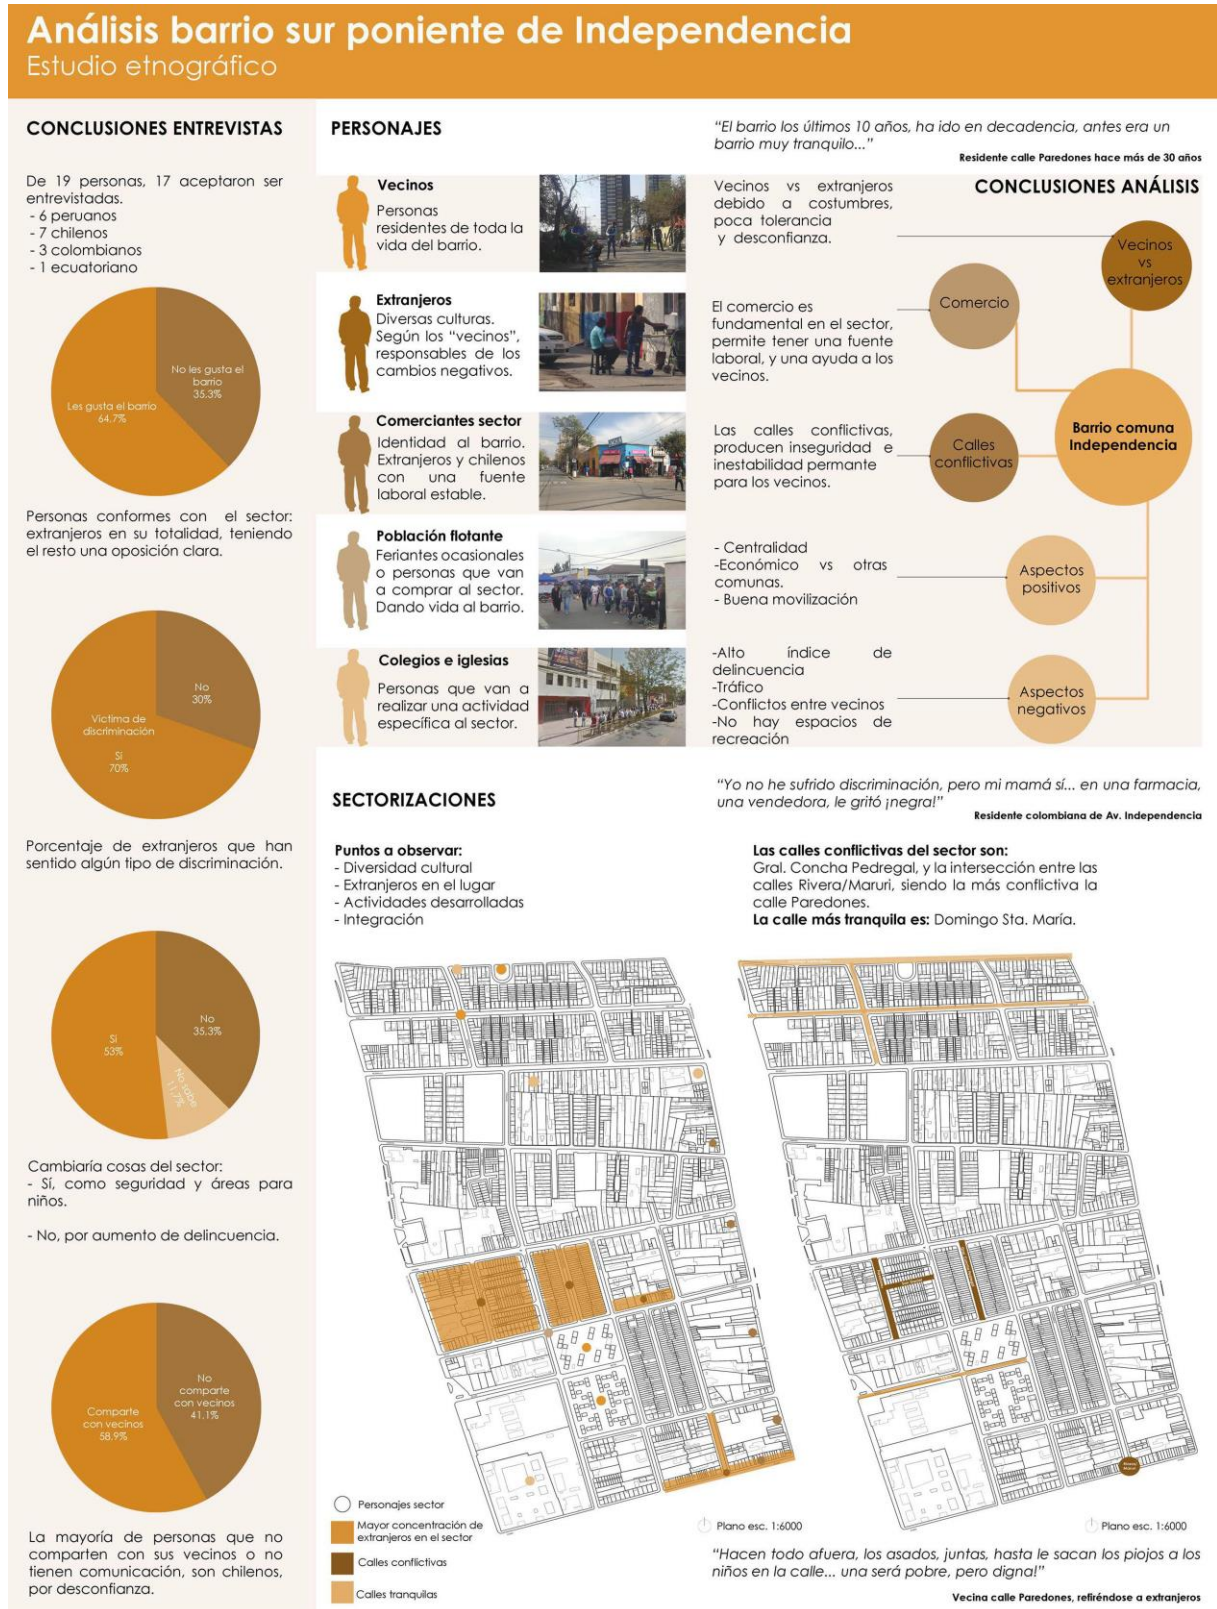 Análisis barrio sur poniente de Independencia
Estudio etnográfico
CONCLUSIONES ENTREVISTAS
De 19 personas, 17 aceptaron ser
entrevistadas.
- 6 peruanos
- 7 chilenos
- 3 colombianos
- 1 ecuatoriano
No les gusta el
barrio
35.3%
Les gusta el barrio
64.7%
Personas conformes con el sector:
extranjeros en su totalidad, teniendo
el resto una oposición clara.
No
30%
Víctima de
discriminación
Si
70%
Porcentaje de extranjeros que han
sentido algún tipo de discriminación.
No
35.3%
Si
53%
No sabe
11.7%
Cambiaría cosas del sector:
- Sí, como seguridad y áreas para
niños.
- No, por aumento de delincuencia.
No
comparte
con vecinos
41.1%
Comparte
con vecinos
58.9%
La mayoría de personas que no
comparten con sus vecinos o no
tienen comunicación, son chilenos,
por desconfianza.
PERSONAJES
Vecinos
Personas
residentes de toda la
vida del barrio.
Extranjeros
Diversas culturas.
Según los “vecinos”,
responsables de los
cambios negativos.
Comerciantes sector
Identidad al barrio.
Extranjeros y chilenos
con una fuente
laboral estable.
Población flotante
Feriantes ocasionales
o personas que van
a comprar al sector.
Dando vida al barrio.
Colegios e iglesias
Personas que van a
realizar una actividad
específica al sector.
“El barrio los últimos 10 años, ha ido en decadencia, antes era un
barrio muy tranquilo...”
Residente calle Paredones hace más de 30 años
CONCLUSIONES ANÁLISIS
Vecinos vs extranjeros
debido a costumbres,
poca tolerancia
y desconfianza.
Vecinos
vs
extranjeros
El comercio es
fundamental en el sector,
permite tener una fuente
laboral, y una ayuda a los
vecinos.
Comercio
Barrio comuna
Independencia
Las calles conflictivas,
producen inseguridad e
inestabilidad permante
para los vecinos.
Calles
conflictivas
- Centralidad
-Económico vs otras
comunas.
- Buena movilización
Aspectos
positivos
-Alto índice de
delincuencia
-Tráfico
-Conflictos entre vecinos
-No hay espacios de
recreación
Aspectos
negativos
SECTORIZACIONES
“Yo no he sufrido discriminación, pero mi mamá sí... en una farmacia,
una vendedora, le gritó ¡negra!”
Residente colombiana de Av. Independencia
Puntos a observar:
- Diversidad cultural
- Extranjeros en el lugar
- Actividades desarrolladas
- Integración
Las calles conflictivas del sector son:
Gral. Concha Pedregal, y la intersección entre las
calles Rivera/Maruri, siendo la más conflictiva la
calle Paredones.
La calle más tranquila es: Domingo Sta. María.
Personajes sector
Mayor concentración de
extranjeros en el sector
Calles conflictivas
Calles tranquilas
Plano esc. 1:6000
Plano esc. 1:6000
“Hacen todo afuera, los asados, juntas, hasta le sacan los piojos a los
niños en la calle... una será pobre, pero digna!”
Vecina calle Paredones, refiréndose a extranjeros